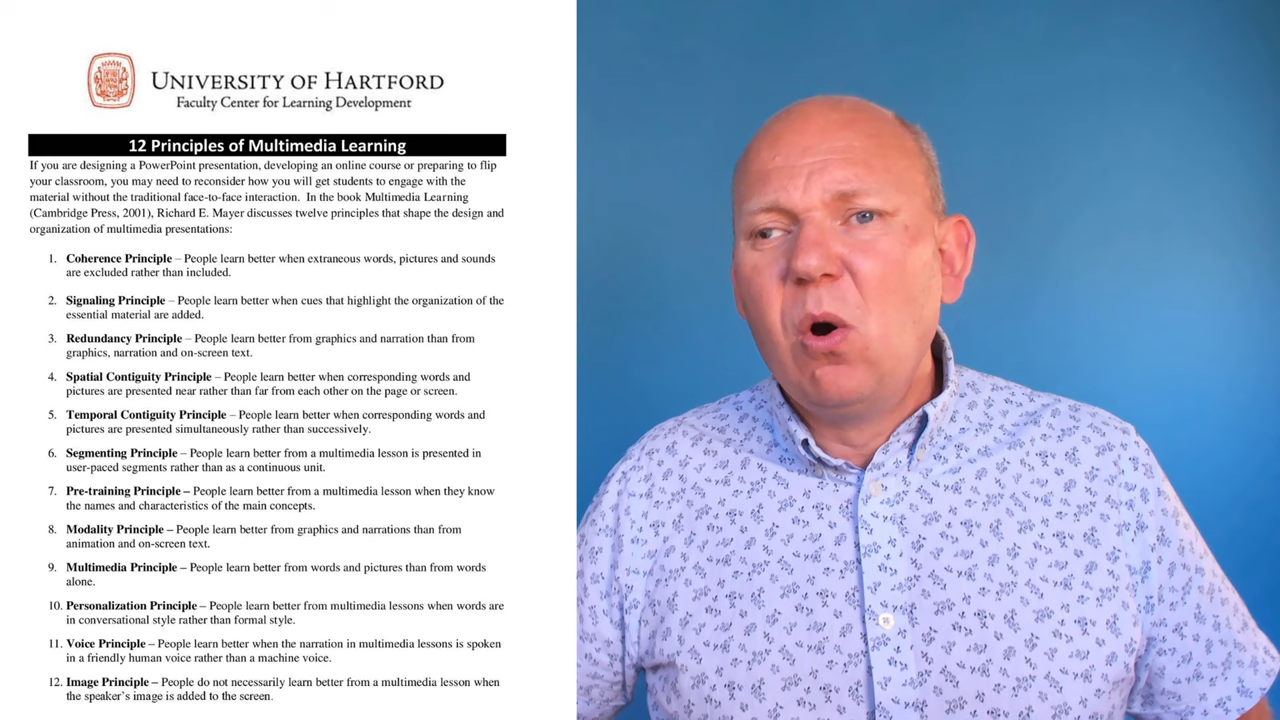 UNIVERSITY OF HARTFORD
Faculty Center for Learning Development
12 Principles of Multimedia Learning
If you are designing a PowerPoint presentation, developing an online course or preparing to flip
your classroom, you may need to reconsider how you will get students to engage with the
material without the traditional face-to-face interaction.  In the book Multimedia Learning
(Cambridge Press, 2001), Richard E. Mayer discusses twelve principles that shape the design and
organization of multimedia presentations:
1. Coherence Principle – People learn better when extraneous words, pictures and sounds
are excluded rather than included.
2. Signaling Principle – People learn better when cues that highlight the organization of the
essential material are added.
3. Redundancy Principle – People learn better from graphics and narration than from
graphics, narration and on-screen text.
4. Spatial Contiguity Principle – People learn better when corresponding words and
pictures are presented near rather than far from each other on the page or screen.
5. Temporal Contiguity Principle – People learn better when corresponding words and
pictures are presented simultaneously rather than successively.
6. Segmenting Principle – People learn better from a multimedia lesson is presented in
user-paced segments rather than as a continuous unit.
7. Pre-training Principle – People learn better from a multimedia lesson when they know
the names and characteristics of the main concepts.
8. Modality Principle – People learn better from graphics and narrations than from
animation and on-screen text.
9. Multimedia Principle – People learn better from words and pictures than from words
alone.
10. Personalization Principle – People learn better from multimedia lessons when words are
in conversational style rather than formal style.
11. Voice Principle – People learn better when the narration in multimedia lessons is spoken
in a friendly human voice rather than a machine voice.
12. Image Principle – People do not necessarily learn better from a multimedia lesson when
the speaker's image is added to the screen.